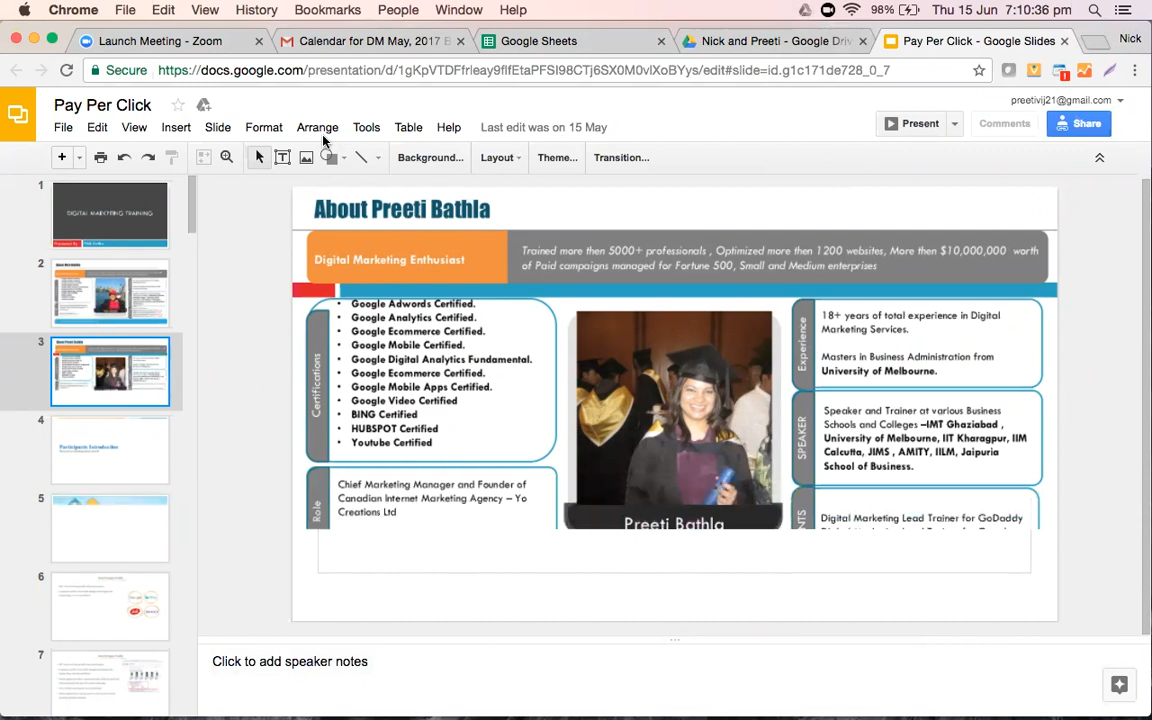 Chrome File Edit View History Bookmarks People Window Help 98% Thu 15 Jun 7:10:36 pm
Launch Meeting - Zoom × Calendar for DM May, 2017 B × Google Sheets × Nick and Preeti - Google Driv × Pay Per Click - Google Slides × Nick
Secure https://docs.google.com/presentation/d/1gKpVTDFfrleay9flfEtaPFSI98CTj6SX0M0vlXoBYys/edit#slide=id.g1c171de728_0_7
Pay Per Click
preetivij21@gmail.com
File Edit View Insert Slide Format Arrange Tools Table Help Last edit was on 15 May
Present Comments Share
Background... Layout Theme... Transition...
1
DIGITAL MARKETING TRAINING
2
3
4
Participants Introduction
5
6
7
About Preeti Bathla
Digital Marketing Enthusiast
Trained more then 5000+ professionals , Optimized more then 1200 websites, More then $10,000,000 worth
of Paid campaigns managed for Fortune 500, Small and Medium enterprises
Certifications
• Google Adwords Certified.
• Google Analytics Certified.
• Google Ecommerce Certified.
• Google Mobile Certified.
• Google Digital Analytics Fundamental.
• Google Ecommerce Certified.
• Google Mobile Apps Certified.
• Google Video Certified
• BING Certified
• HUBSPOT Certified
• Youtube Certified
Role
Chief Marketing Manager and Founder of
Canadian Internet Marketing Agency – Yo
Creations Ltd
Preeti Bathla
Experience
18+ years of total experience in Digital
Marketing Services.
Masters in Business Administration from
University of Melbourne.
SPEAKER
Speaker and Trainer at various Business
Schools and Colleges –IMT Ghaziabad ,
University of Melbourne, IIT Kharagpur, IIM
Calcutta, JIMS , AMITY, IILM, Jaipuria
School of Business.
NTS
Digital Marketing Lead Trainer for GoDaddy
Click to add speaker notes